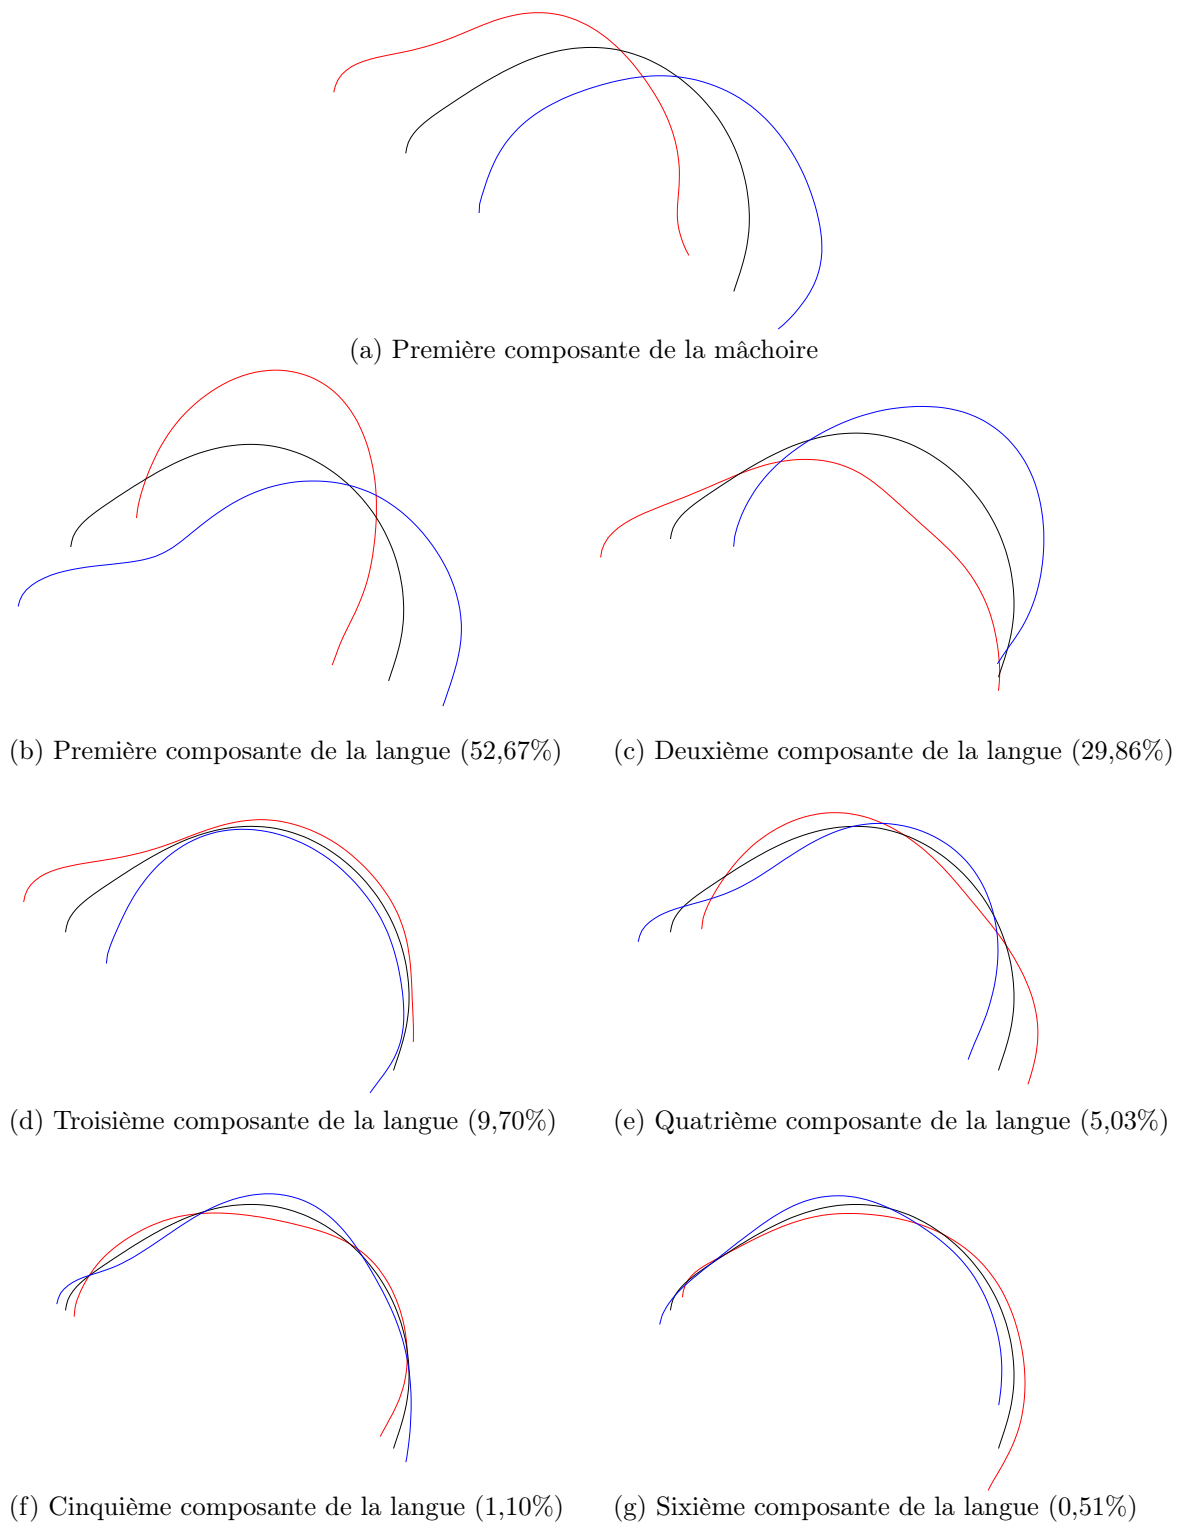 (a) Première composante de la mâchoire
(b) Première composante de la langue (52,67%)
(c) Deuxième composante de la langue (29,86%)
(d) Troisième composante de la langue (9,70%)
(e) Quatrième composante de la langue (5,03%)
(f) Cinquième composante de la langue (1,10%)
(g) Sixième composante de la langue (0,51%)